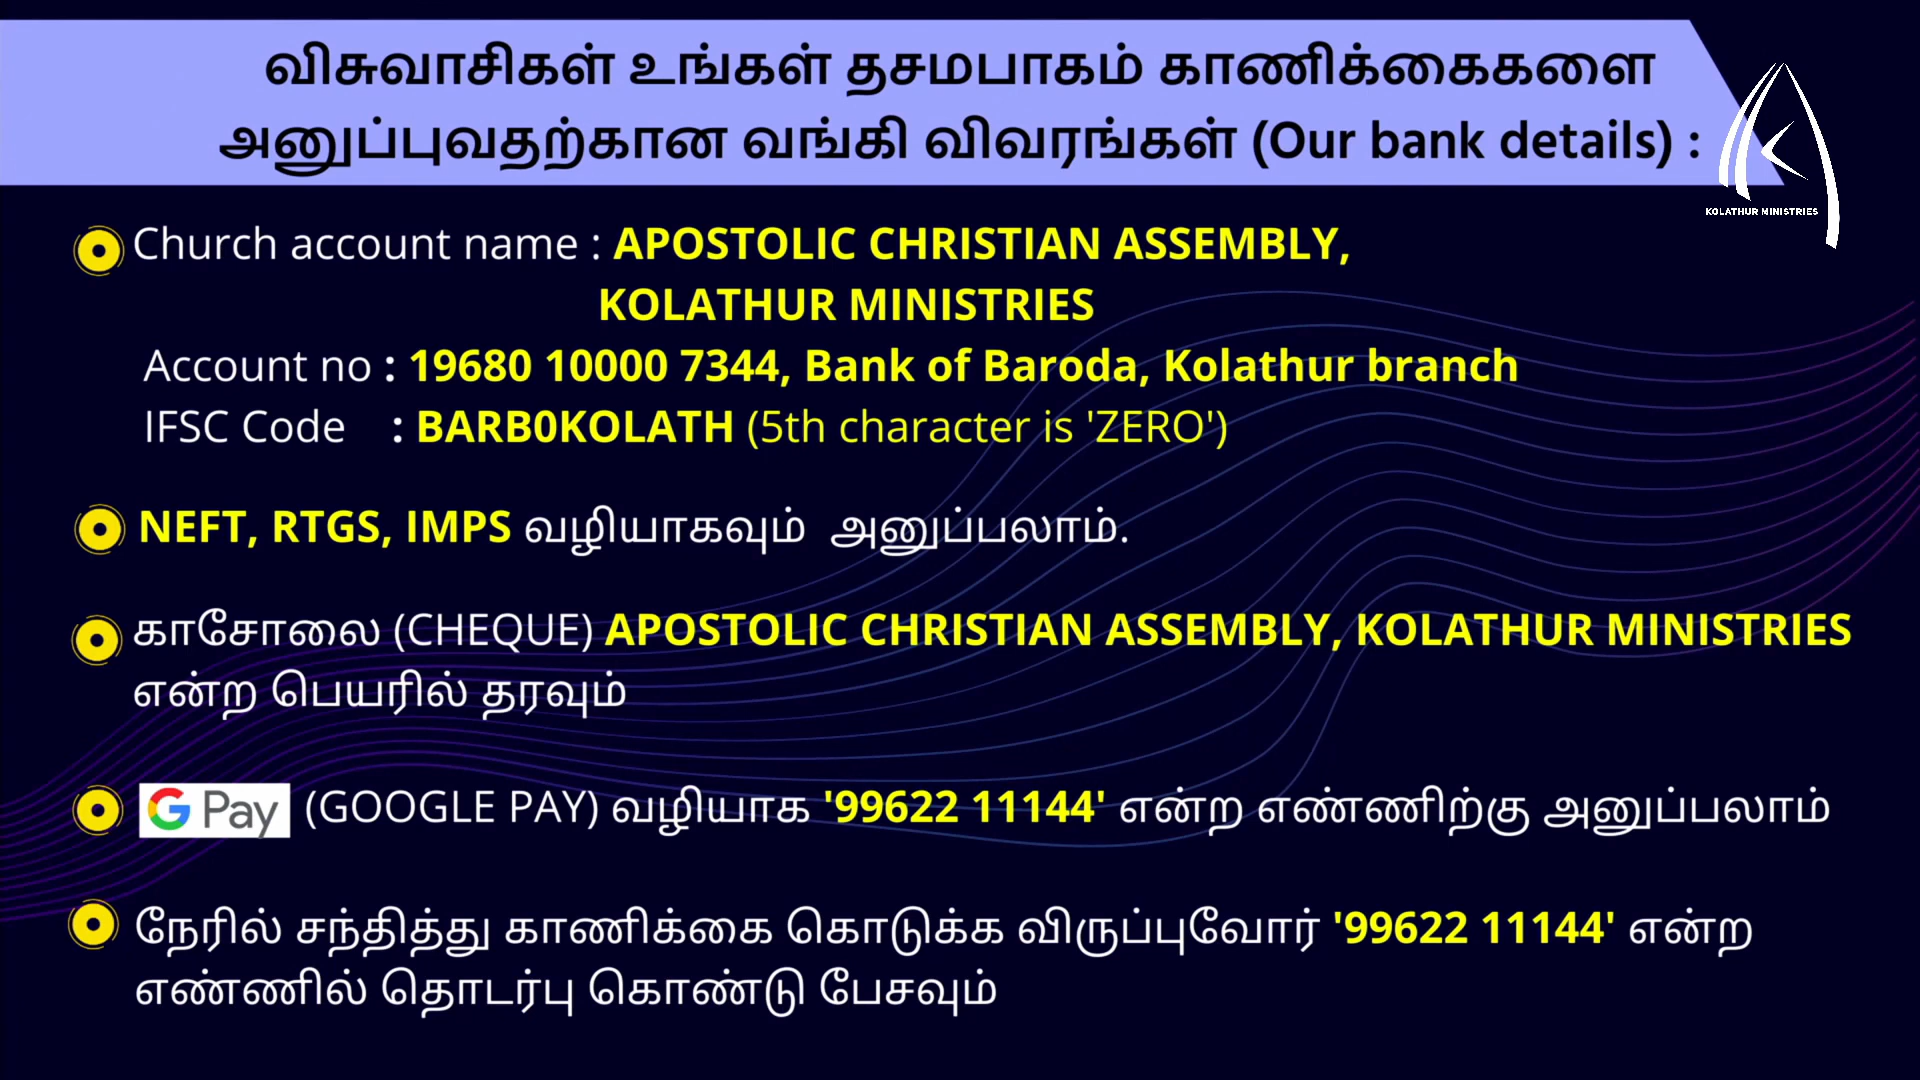 விசுவாசிகள் உங்கள் தசமபாகம் காணிக்கைகளை
அனுப்புவதற்கான வங்கி விவரங்கள் (Our bank details) :
KOLATHUR MINISTRIES
Church account name : APOSTOLIC CHRISTIAN ASSEMBLY,
KOLATHUR MINISTRIES
Account no : 19680 10000 7344, Bank of Baroda, Kolathur branch
IFSC Code : BARB0KOLATH (5th character is 'ZERO')
NEFT, RTGS, IMPS வழியாகவும் அனுப்பலாம்.
காசோலை (CHEQUE) APOSTOLIC CHRISTIAN ASSEMBLY, KOLATHUR MINISTRIES
என்ற பெயரில் தரவும்
G Pay (GOOGLE PAY) வழியாக '99622 11144' என்ற எண்ணிற்கு அனுப்பலாம்
நேரில் சந்தித்து காணிக்கை கொடுக்க விருப்புவோர் '99622 11144' என்ற
எண்ணில் தொடர்பு கொண்டு பேசவும்